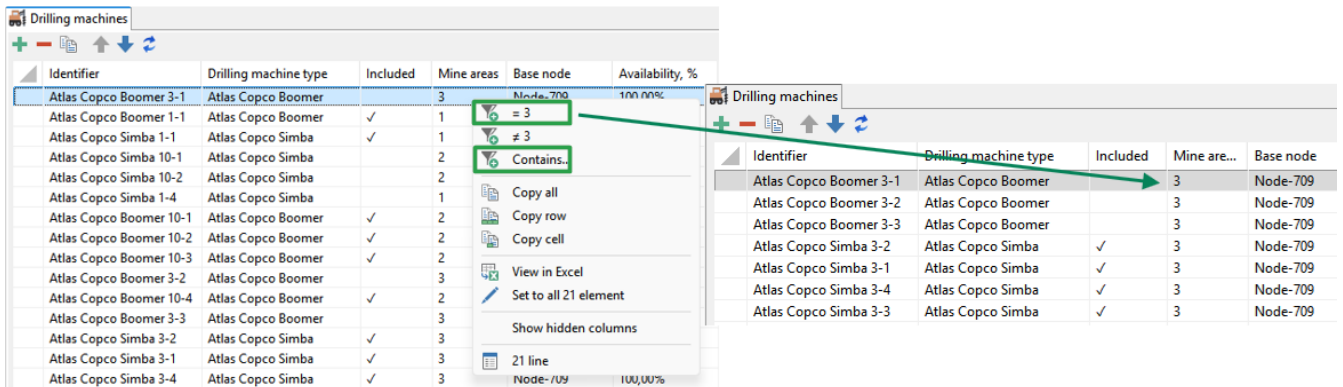 Drilling machines
Identifier Drilling machine type Included Mine areas Base node Availability, %
Atlas Copco Boomer 3-1 Atlas Copco Boomer 3 Node-709 100,00%
Atlas Copco Boomer 1-1 Atlas Copco Boomer ✓ 1
Atlas Copco Simba 1-1 Atlas Copco Simba ✓ 1
Atlas Copco Simba 10-1 Atlas Copco Simba 2
Atlas Copco Simba 10-2 Atlas Copco Simba 2
Atlas Copco Simba 1-4 Atlas Copco Simba 1
Atlas Copco Boomer 10-1 Atlas Copco Boomer ✓ 2
Atlas Copco Boomer 10-2 Atlas Copco Boomer ✓ 2
Atlas Copco Boomer 10-3 Atlas Copco Boomer ✓ 2
Atlas Copco Boomer 3-2 Atlas Copco Boomer 3
Atlas Copco Boomer 10-4 Atlas Copco Boomer ✓ 2
Atlas Copco Boomer 3-3 Atlas Copco Boomer 3
Atlas Copco Simba 3-2 Atlas Copco Simba ✓ 3
Atlas Copco Simba 3-1 Atlas Copco Simba ✓ 3
Atlas Copco Simba 3-4 Atlas Copco Simba ✓ 3 Node-709 100,00%
= 3
≠ 3
Contains..
Copy all
Copy row
Copy cell
View in Excel
Set to all 21 element
Show hidden columns
21 line
Drilling machines
Identifier Drilling machine type Included Mine are... Base node
Atlas Copco Boomer 3-1 Atlas Copco Boomer 3 Node-709
Atlas Copco Boomer 3-2 Atlas Copco Boomer 3 Node-709
Atlas Copco Boomer 3-3 Atlas Copco Boomer 3 Node-709
Atlas Copco Simba 3-2 Atlas Copco Simba ✓ 3 Node-709
Atlas Copco Simba 3-1 Atlas Copco Simba ✓ 3 Node-709
Atlas Copco Simba 3-4 Atlas Copco Simba ✓ 3 Node-709
Atlas Copco Simba 3-3 Atlas Copco Simba ✓ 3 Node-709